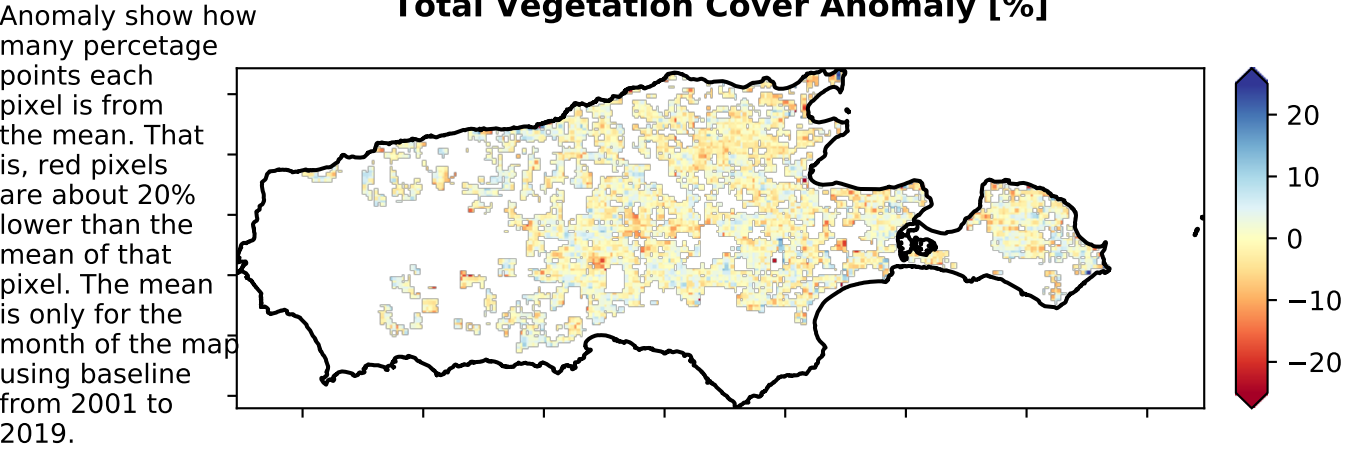 Total Vegetation Cover Anomaly [%]
Anomaly show how
many percetage
points each
pixel is from
the mean. That
is, red pixels
are about 20%
lower than the
mean of that
pixel. The mean
is only for the
month of the map
using baseline
from 2001 to
2019.
20
10
0
−10
−20